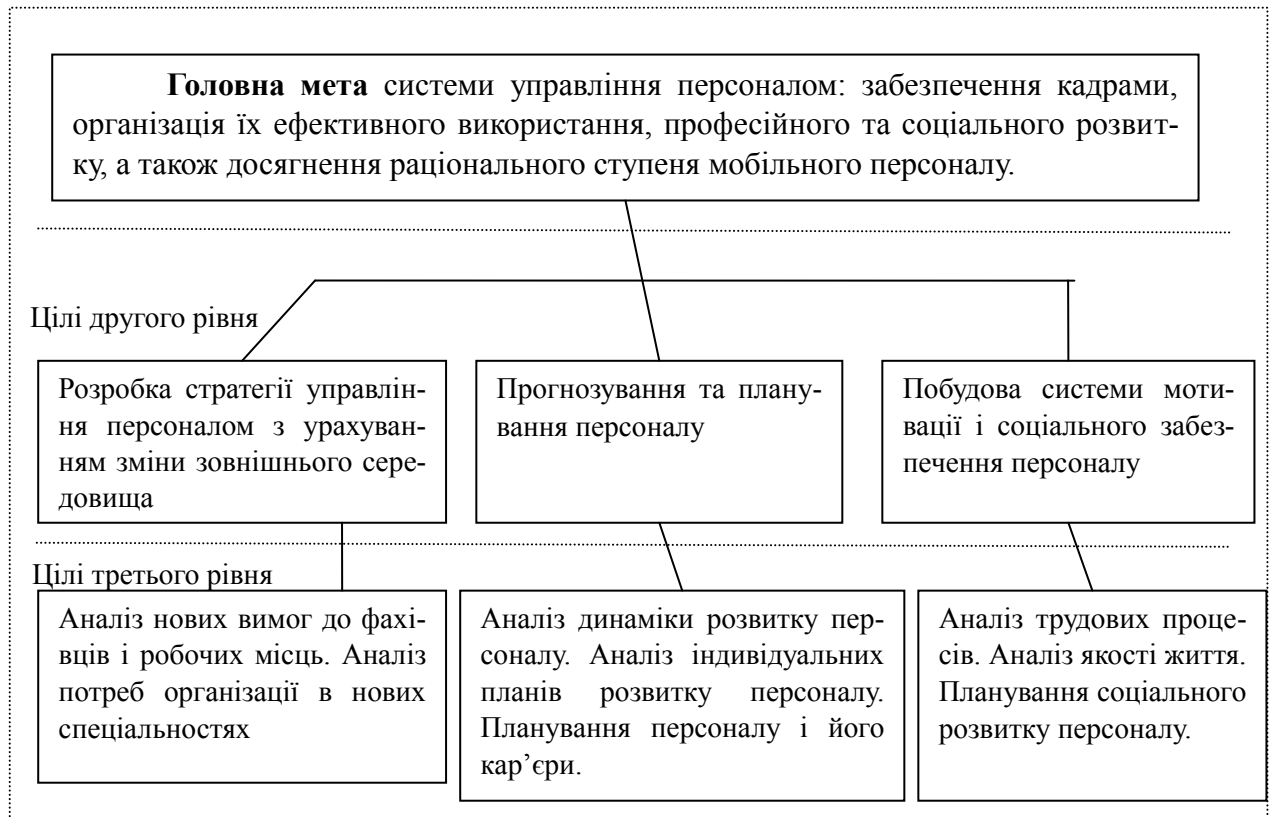 Головна мета системи управління персоналом: забезпечення кадрами,
організація їх ефективного використання, професійного та соціального розвит-
ку, а також досягнення раціонального ступеня мобільного персоналу.
Цілі другого рівня
Розробка стратегії управлін-
ня персоналом з урахуван-
ням зміни зовнішнього сере-
довища
Прогнозування та плану-
вання персоналу
Побудова системи моти-
вації і соціального забез-
печення персоналу
Цілі третього рівня
Аналіз нових вимог до фахі-
вців і робочих місць. Аналіз
потреб організації в нових
спеціальностях
Аналіз динаміки розвитку пер-
соналу. Аналіз індивідуальних
планів розвитку персоналу.
Планування персоналу і його
кар’єри.
Аналіз трудових проце-
сів. Аналіз якості життя.
Планування соціального
розвитку персоналу.